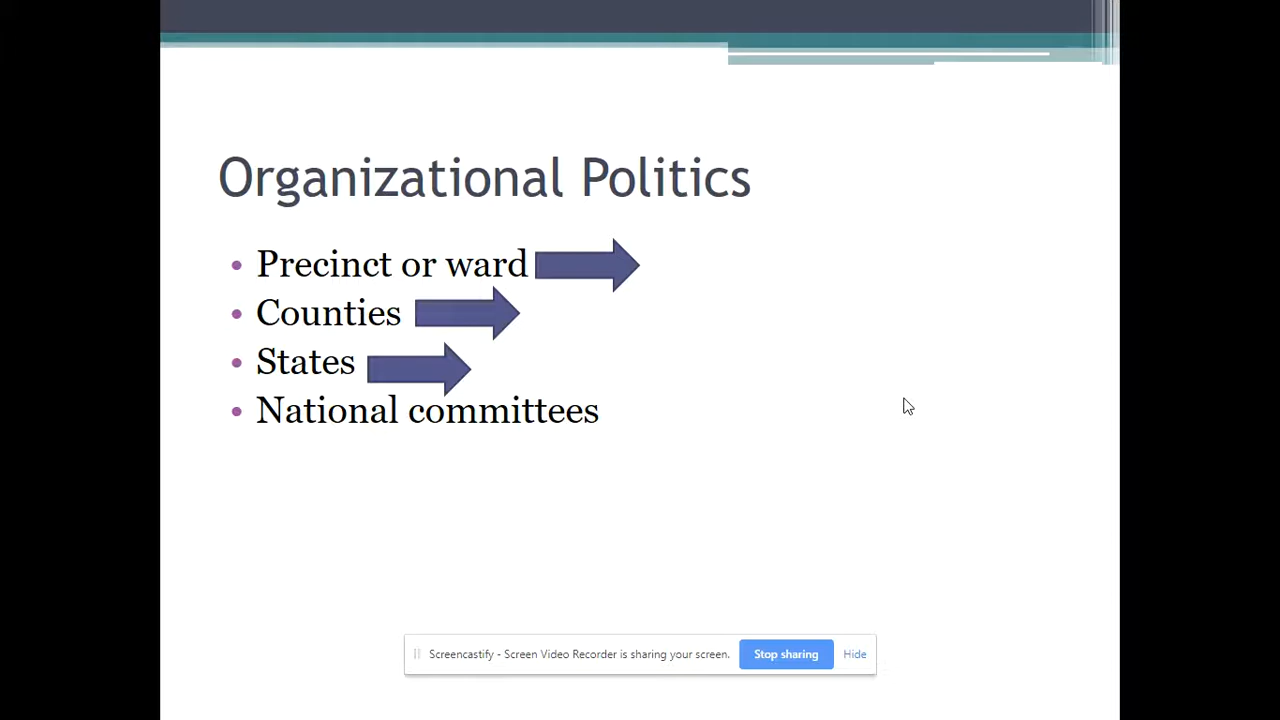 Organizational Politics
• Precinct or ward
• Counties
• States
• National committees
Screencastify - Screen Video Recorder is sharing your screen. Stop sharing Hide